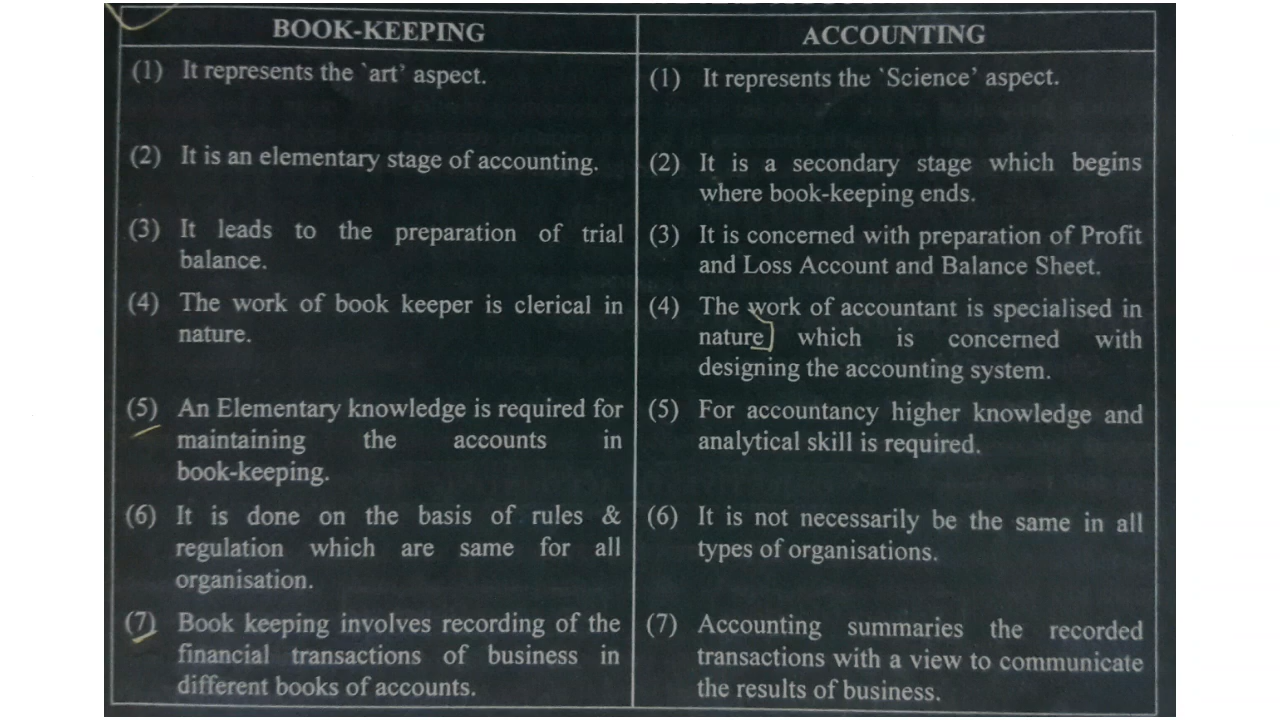 BOOK-KEEPING
ACCOUNTING
(1) It represents the `art' aspect.
(1) It represents the `Science' aspect.
(2) It is an elementary stage of accounting.
(2) It is a secondary stage which begins
where book-keeping ends.
(3) It leads to the preparation of trial
balance.
(3) It is concerned with preparation of Profit
and Loss Account and Balance Sheet.
(4) The work of book keeper is clerical in
nature.
(4) The work of accountant is specialised in
nature which is concerned with
designing the accounting system.
(5) An Elementary knowledge is required for
maintaining the accounts in
book-keeping.
(5) For accountancy higher knowledge and
analytical skill is required.
(6) It is done on the basis of rules &
regulation which are same for all
organisation.
(6) It is not necessarily be the same in all
types of organisations.
(7) Book keeping involves recording of the
financial transactions of business in
different books of accounts.
(7) Accounting summaries the recorded
transactions with a view to communicate
the results of business.